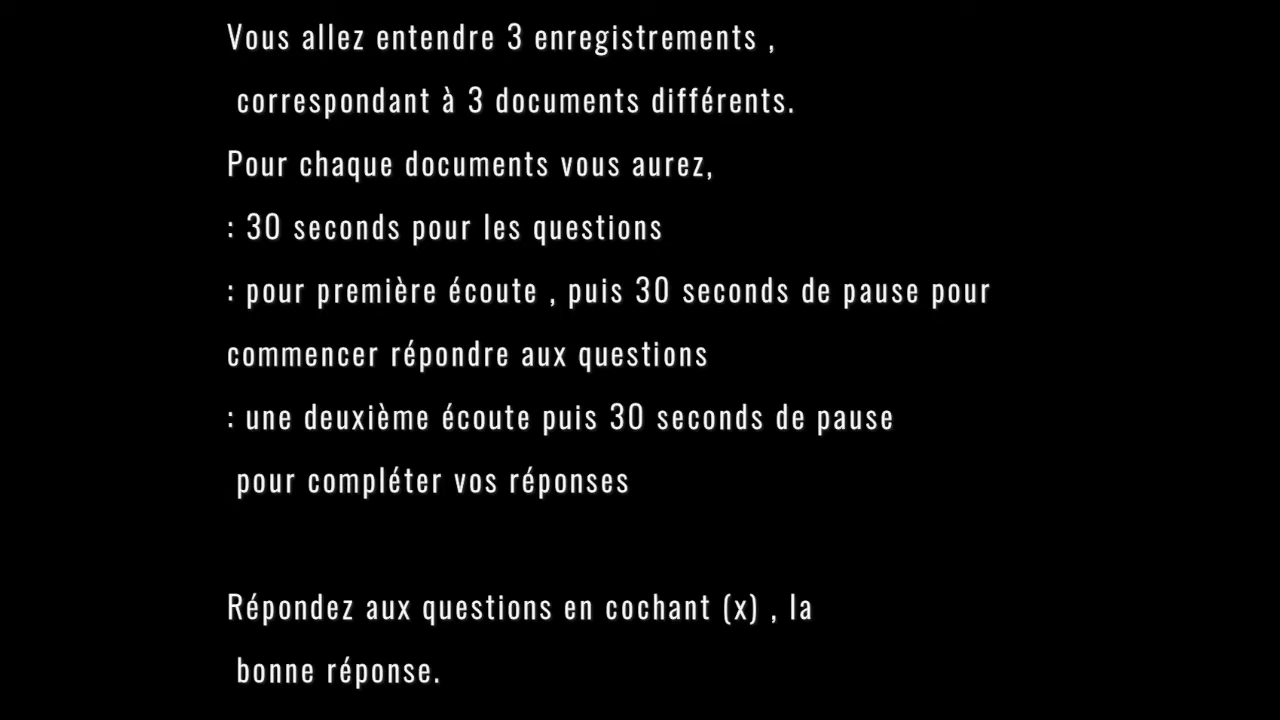 Vous allez entendre 3 enregistrements ,
correspondant à 3 documents différents.
Pour chaque documents vous aurez,
: 30 seconds pour les questions
: pour première écoute , puis 30 seconds de pause pour
commencer répondre aux questions
: une deuxième écoute puis 30 seconds de pause
pour compléter vos réponses
Répondez aux questions en cochant (x) , la
bonne réponse.